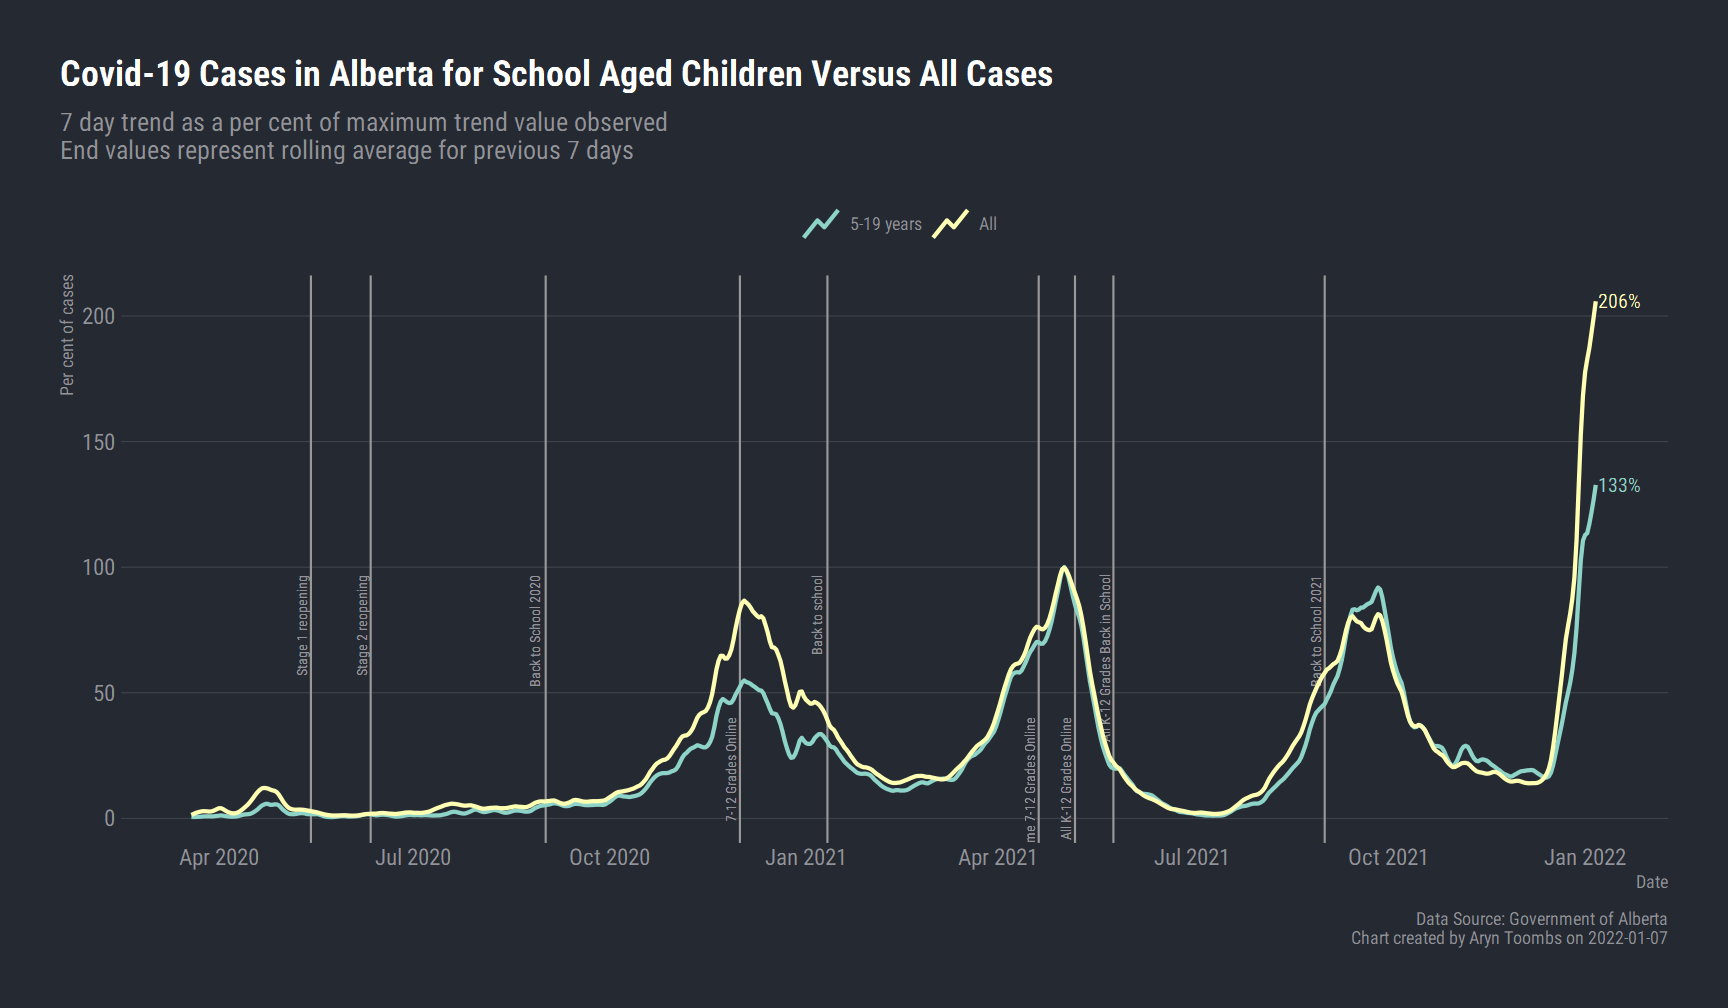 Covid-19 Cases in Alberta for School Aged Children Versus All Cases
7 day trend as a per cent of maximum trend value observed
End values represent rolling average for previous 7 days
5-19 years
All
Per cent of cases
200
150
100
50
0
Stage 1 reopening
Stage 2 reopening
Back to School 2020
7-12 Grades Online
Back to school
me 7-12 Grades Online
All K-12 Grades Online
All K-12 Grades Back in School
Back to School 2021
206%
133%
Apr 2020
Jul 2020
Oct 2020
Jan 2021
Apr 2021
Jul 2021
Oct 2021
Jan 2022
Date
Data Source: Government of Alberta
Chart created by Aryn Toombs on 2022-01-07